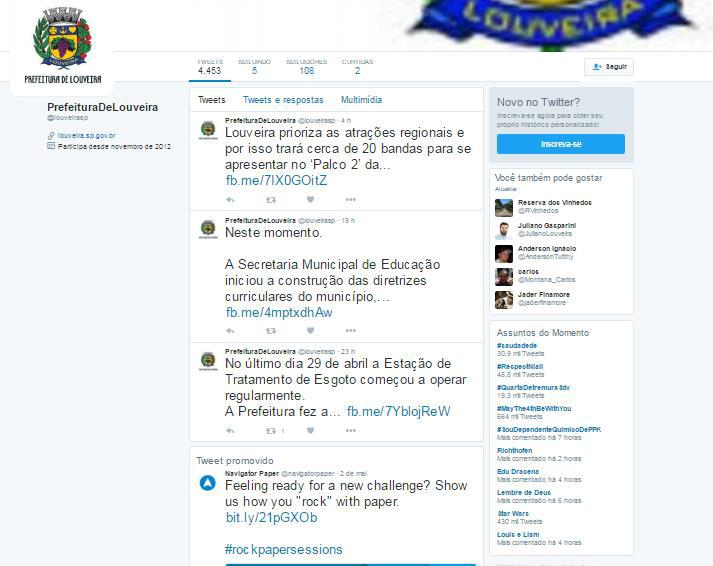 LOUVEIRA
LOUVEIRA
PREFEITURA DE LOUVEIRA
TWEETS SEGUINDO SEGUIDORES CURTIDAS
4.453 5 108 2
Seguir
PrefeituraDeLouveira
@louveirasp
louveira.sp.gov.br
Participa desde novembro de 2012
Tweets Tweets e respostas Multimídia
PrefeituraDeLouveira @louveirasp · 4 h
Louveira prioriza as atrações regionais e
por isso trará cerca de 20 bandas para se
apresentar no 'Palco 2' da...
fb.me/7IX0GOitZ
PrefeituraDeLouveira @louveirasp · 19 h
Neste momento.
A Secretaria Municipal de Educação
iniciou a construção das diretrizes
curriculares do município,...
fb.me/4mptxdhAw
PrefeituraDeLouveira @louveirasp · 23 h
No último dia 29 de abril a Estação de
Tratamento de Esgoto começou a operar
regularmente.
A Prefeitura fez a... fb.me/7YblojReW
1
Tweet promovido
Navigator Paper @navigatorpaper · 2 de mai
Feeling ready for a new challenge? Show
us how you "rock" with paper.
bit.ly/21pGXOb
#rockpapersessions
Novo no Twitter?
Inscreva-se agora para obter seu
próprio histórico personalizado!
Inscreva-se
Você também pode gostar
Atualizar
Reserva dos Vinhedos
@RVinhedos
Juliano Gasparini
@JulianoLouveira
Anderson Ignácio
@AndersonTutthy
carlos
@Montana_Carlos
Jader Finamore
@jaderfinamore
Assuntos do Momento
#saudadede
30,9 mil Tweets
#RespectNiall
48,8 mil Tweets
#QuartaDetremuraSdv
19,3 mil Tweets
#MayThe4thBeWithYou
664 mil Tweets
#SouDependenteQuimicoDePPK
Mais comentado há 7 horas
Richthofen
Mais comentado há 2 horas
Edu Dracena
Mais comentado há 4 horas
Lembre de Deus
Mais comentado há 6 horas
Star Wars
430 mil Tweets
Louis e Liam
Mais comentado há 4 horas